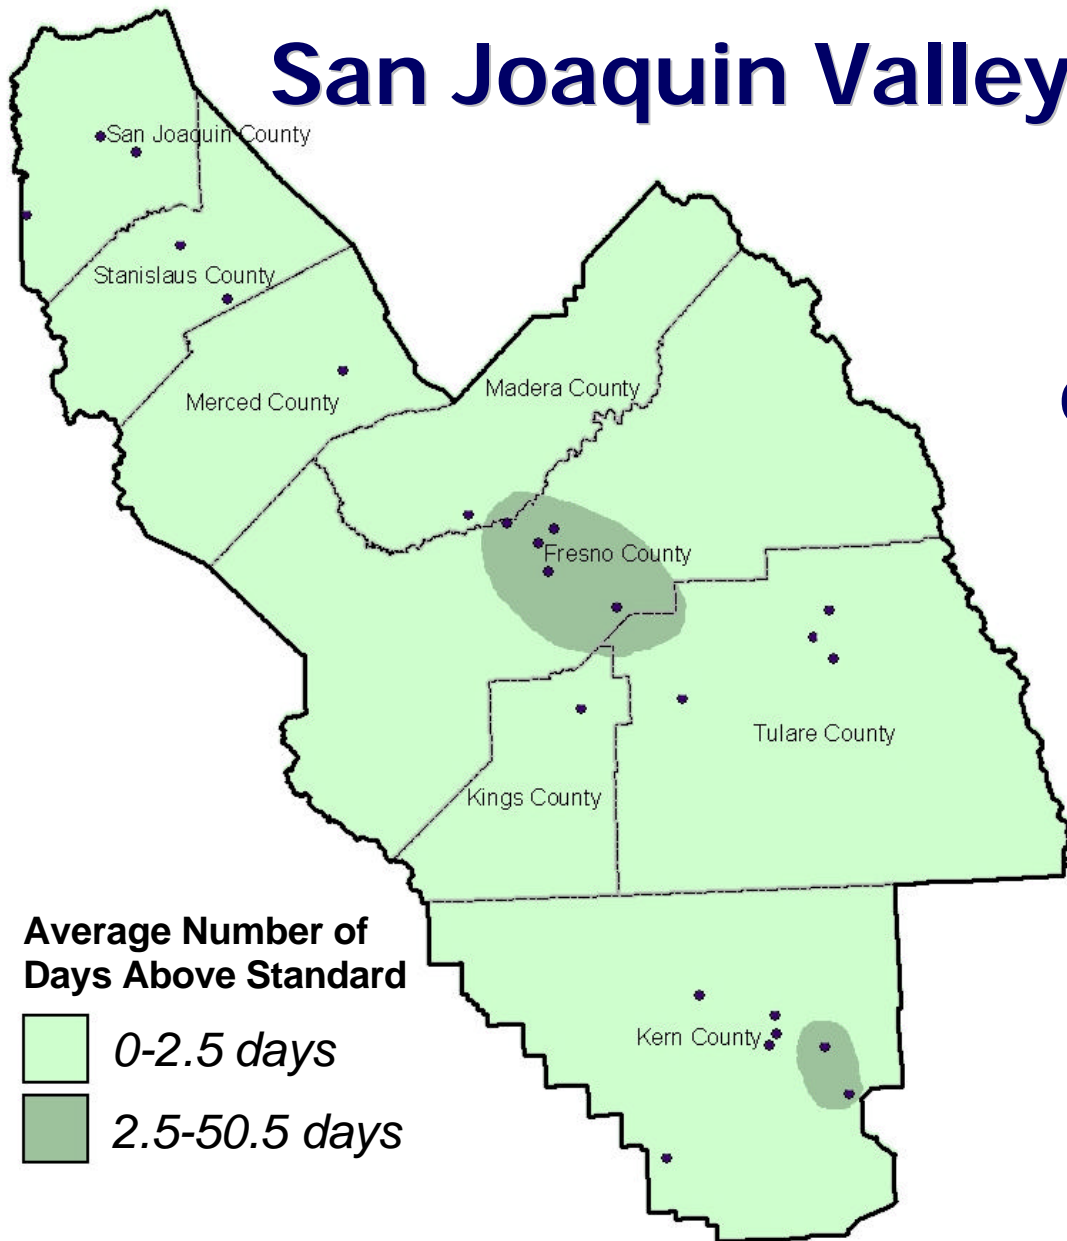 San Joaquin Valley
San Joaquin County
Stanislaus County
Merced County
Madera County
Fresno County
Tulare County
Kings County
Kern County
Average Number of
Days Above Standard
0-2.5 days
2.5-50.5 days